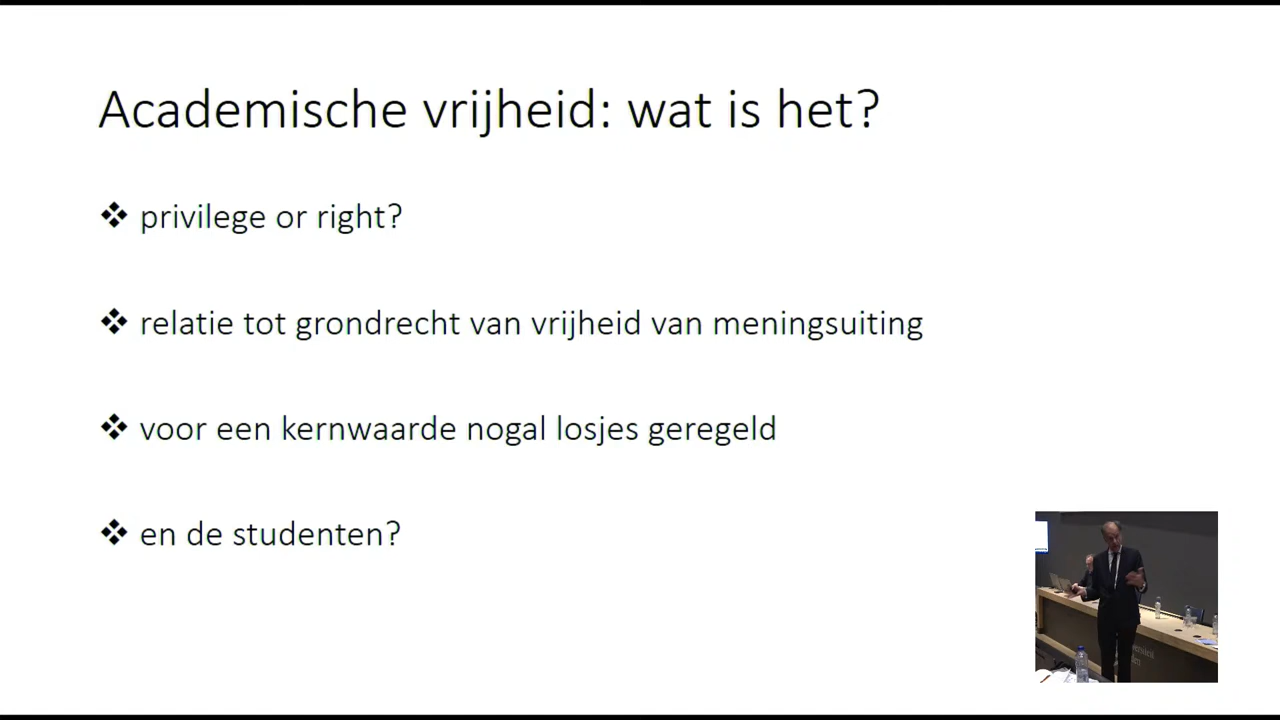 Academische vrijheid: wat is het?
❖ privilege or right?
❖ relatie tot grondrecht van vrijheid van meningsuiting
❖ voor een kernwaarde nogal losjes geregeld
❖ en de studenten?